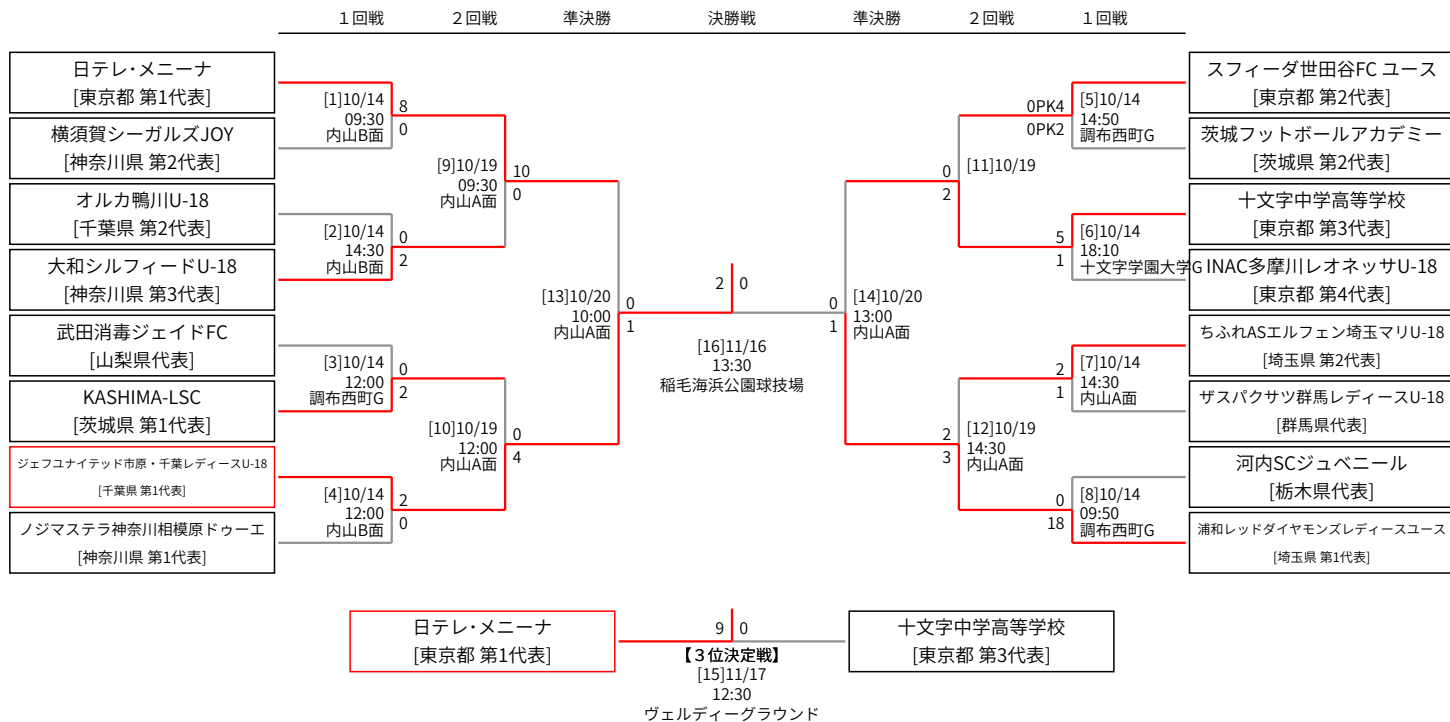 １回戦
２回戦
準決勝
決勝戦
準決勝
２回戦
１回戦
日テレ･メニーナ
[東京都 第1代表]
横須賀シーガルズJOY
[神奈川県 第2代表]
オルカ鴨川U-18
[千葉県 第2代表]
大和シルフィードU-18
[神奈川県 第3代表]
武田消毒ジェイドFC
[山梨県代表]
KASHIMA-LSC
[茨城県 第1代表]
ジェフユナイテッド市原・千葉レディースU-18
[千葉県 第1代表]
ノジマステラ神奈川相模原ドゥーエ
[神奈川県 第1代表]
[1]10/14
09:30
内山B面
8
0
[2]10/14
14:30
内山B面
0
2
[3]10/14
12:00
調布西町G
0
2
[4]10/14
12:00
内山B面
2
0
[9]10/19
09:30
内山A面
10
0
[10]10/19
12:00
内山A面
0
4
[13]10/20
10:00
内山A面
0
1
2
0
[16]11/16
13:30
稲毛海浜公園球技場
0
1
[14]10/20
13:00
内山A面
0
2
[11]10/19
2
3
[12]10/19
14:30
内山A面
0PK4
0PK2
[5]10/14
14:50
調布西町G
5
1
[6]10/14
18:10
十文字学園大学G
2
1
[7]10/14
14:30
内山A面
0
18
[8]10/14
09:50
調布西町G
スフィーダ世田谷FC ユース
[東京都 第2代表]
茨城フットボールアカデミー
[茨城県 第2代表]
十文字中学高等学校
[東京都 第3代表]
INAC多摩川レオネッサU-18
[東京都 第4代表]
ちふれASエルフェン埼玉マリU-18
[埼玉県 第2代表]
ザスパクサツ群馬レディースU-18
[群馬県代表]
河内SCジュベニール
[栃木県代表]
浦和レッドダイヤモンズレディースユース
[埼玉県 第1代表]
日テレ･メニーナ
[東京都 第1代表]
9
0
【３位決定戦】
[15]11/17
12:30
ヴェルディーグラウンド
十文字中学高等学校
[東京都 第3代表]